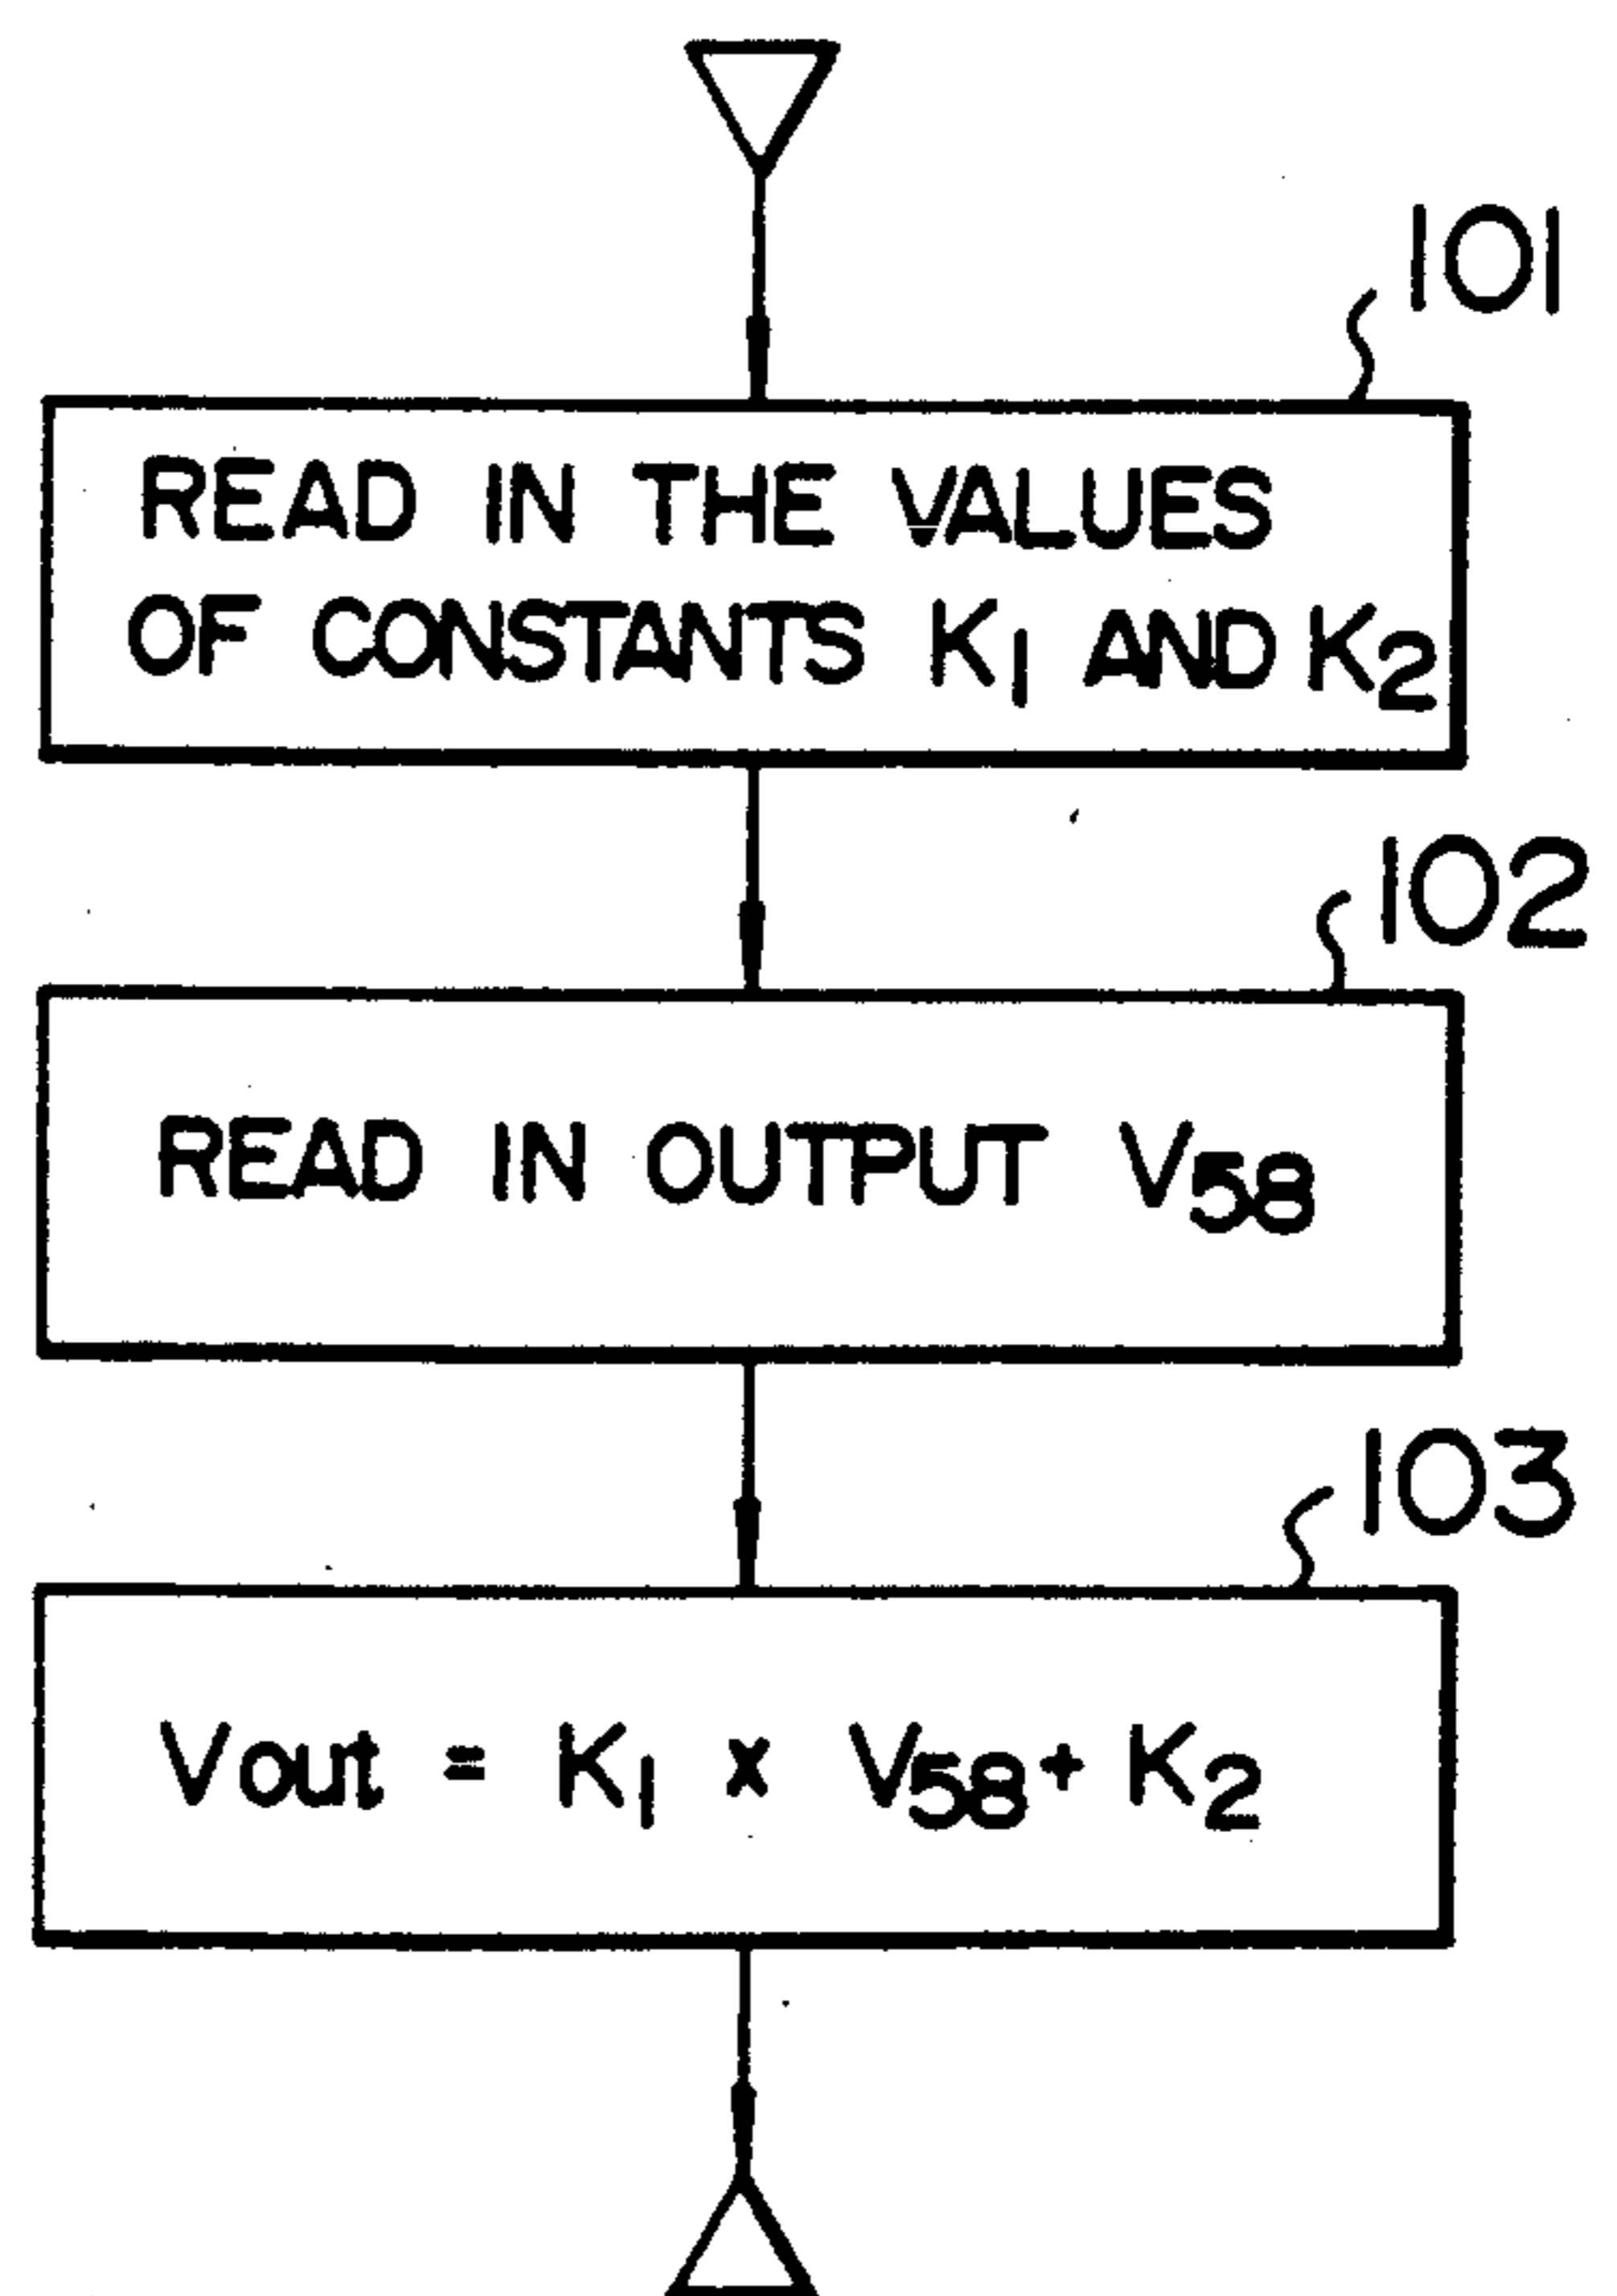 101
READ IN THE VALUES
OF CONSTANTS K₁ AND K₂
102
READ IN OUTPUT V₅₈
103
Vout = K₁ x V₅₈ + K₂